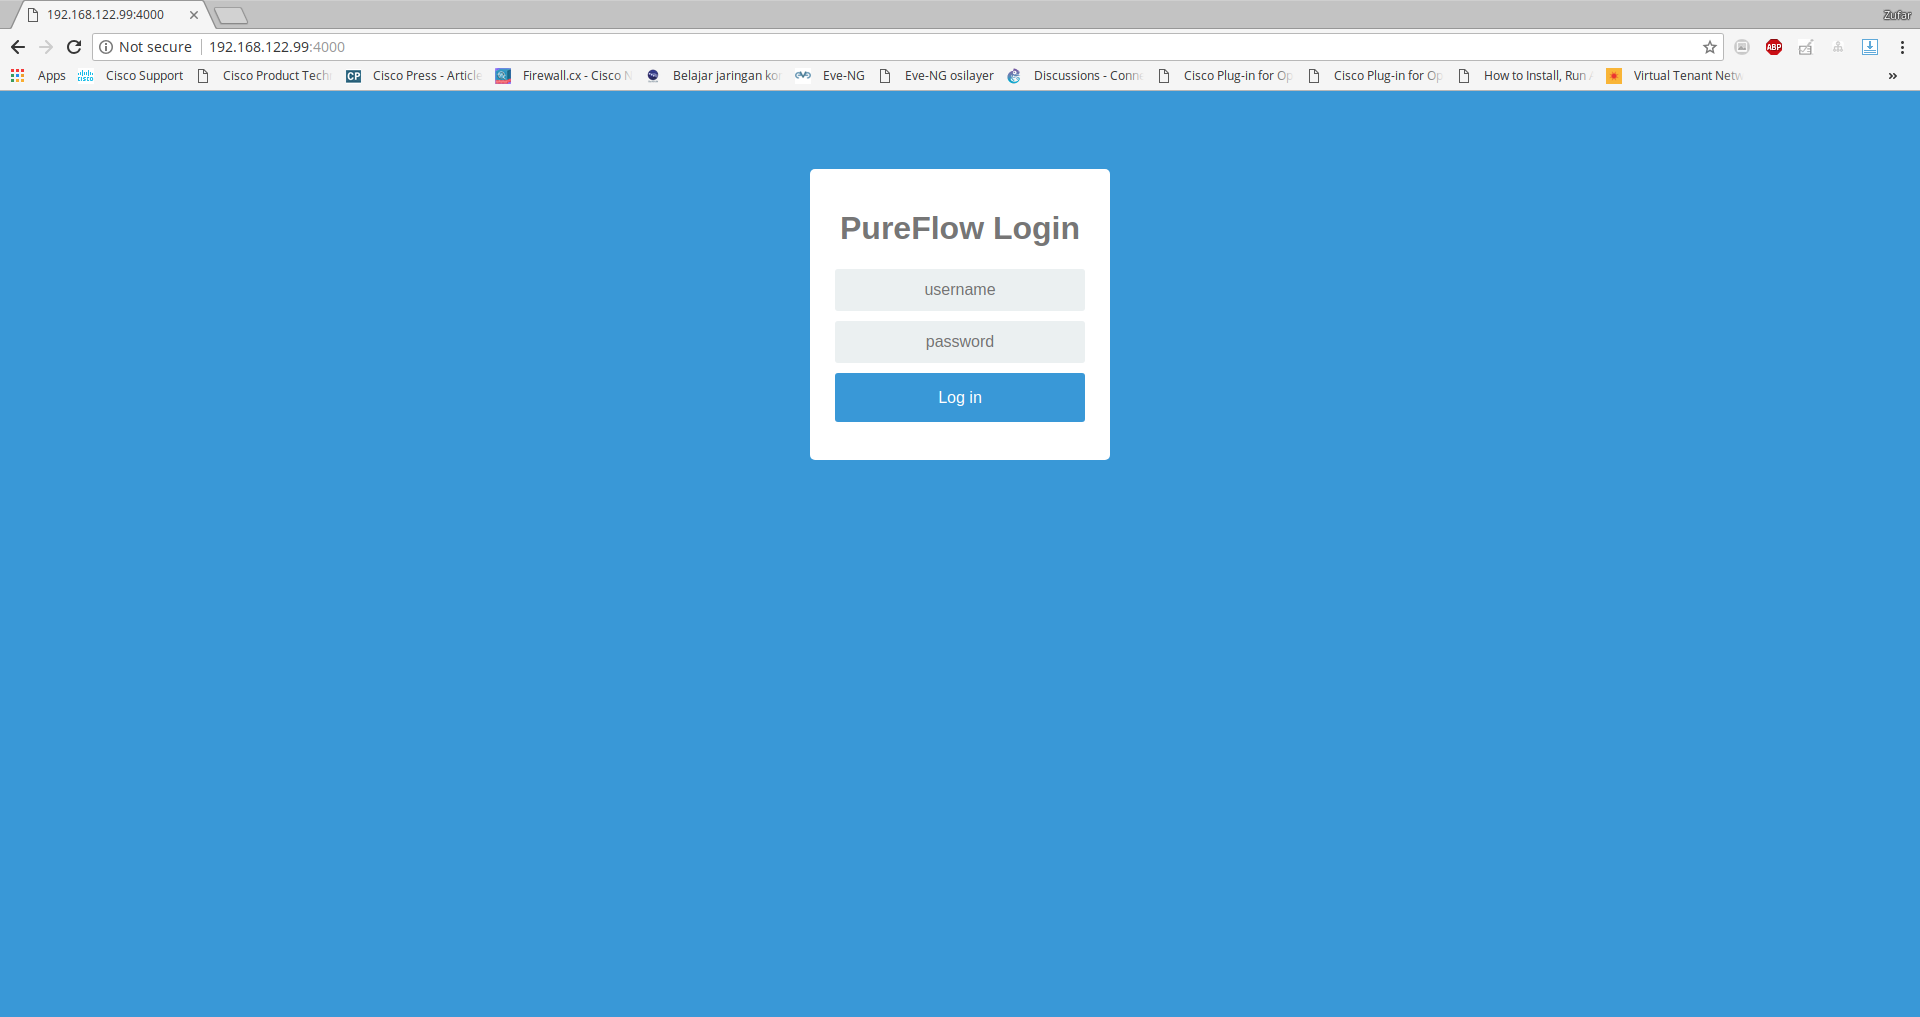 192.168.122.99:4000
Zufar
Not secure 192.168.122.99:4000
ABP
Apps Cisco Support Cisco Product Tech CP Cisco Press - Article Firewall.cx - Cisco N Belajar jaringan ko Eve-NG Eve-NG osilayer Discussions - Conne Cisco Plug-in for Op Cisco Plug-in for Op How to Install, Run Virtual Tenant Netw »
PureFlow Login
username
password
Log in